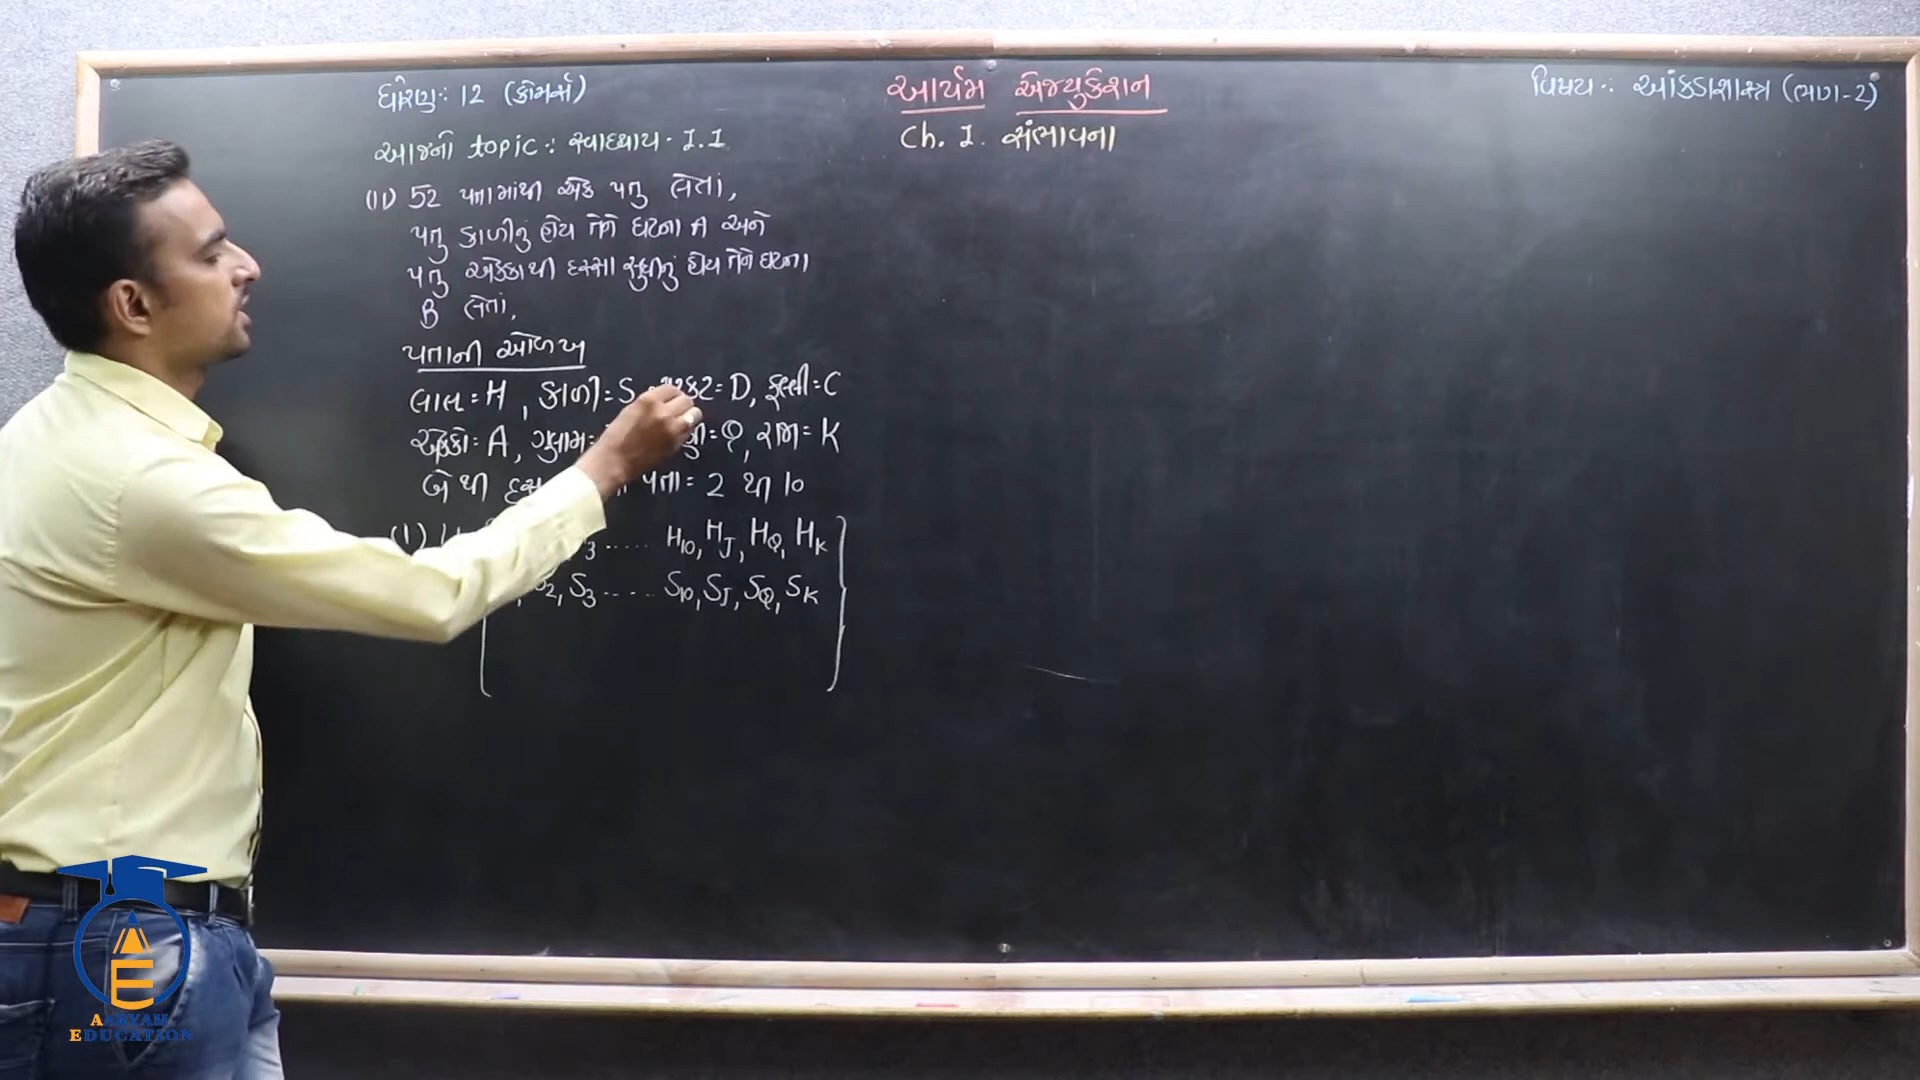 ધોરણ : 12 (કોમર્સ)
આર્યમ એજ્યુકેશન
વિષય : આંકડાશાસ્ત્ર (ભાગ-2)
આજનો topic : સ્વાધ્યાય - 1.1
Ch. 1. સંભાવના
(11) 52 પત્તામાંથી એક પત્તુ લેતાં,
પત્તુ કાળીનું હોય તેને ઘટના A અને
પત્તુ એક્કાથી દસ્સા સુધીનું હોય તેને ઘટના
B લેતાં,
પત્તાની ઓળખ
લાલ = H, કાળી = S = D, ફુલ્લી = C
એક્કો = A, ગુલામ = = Q, રાજા = K
બે થી પત્તા = 2 થી 10
(1) 3 ..... H10, HJ, HQ, HK
S2, S3 ..... S10, SJ, SQ, SK
AARYAM
EDUCATION